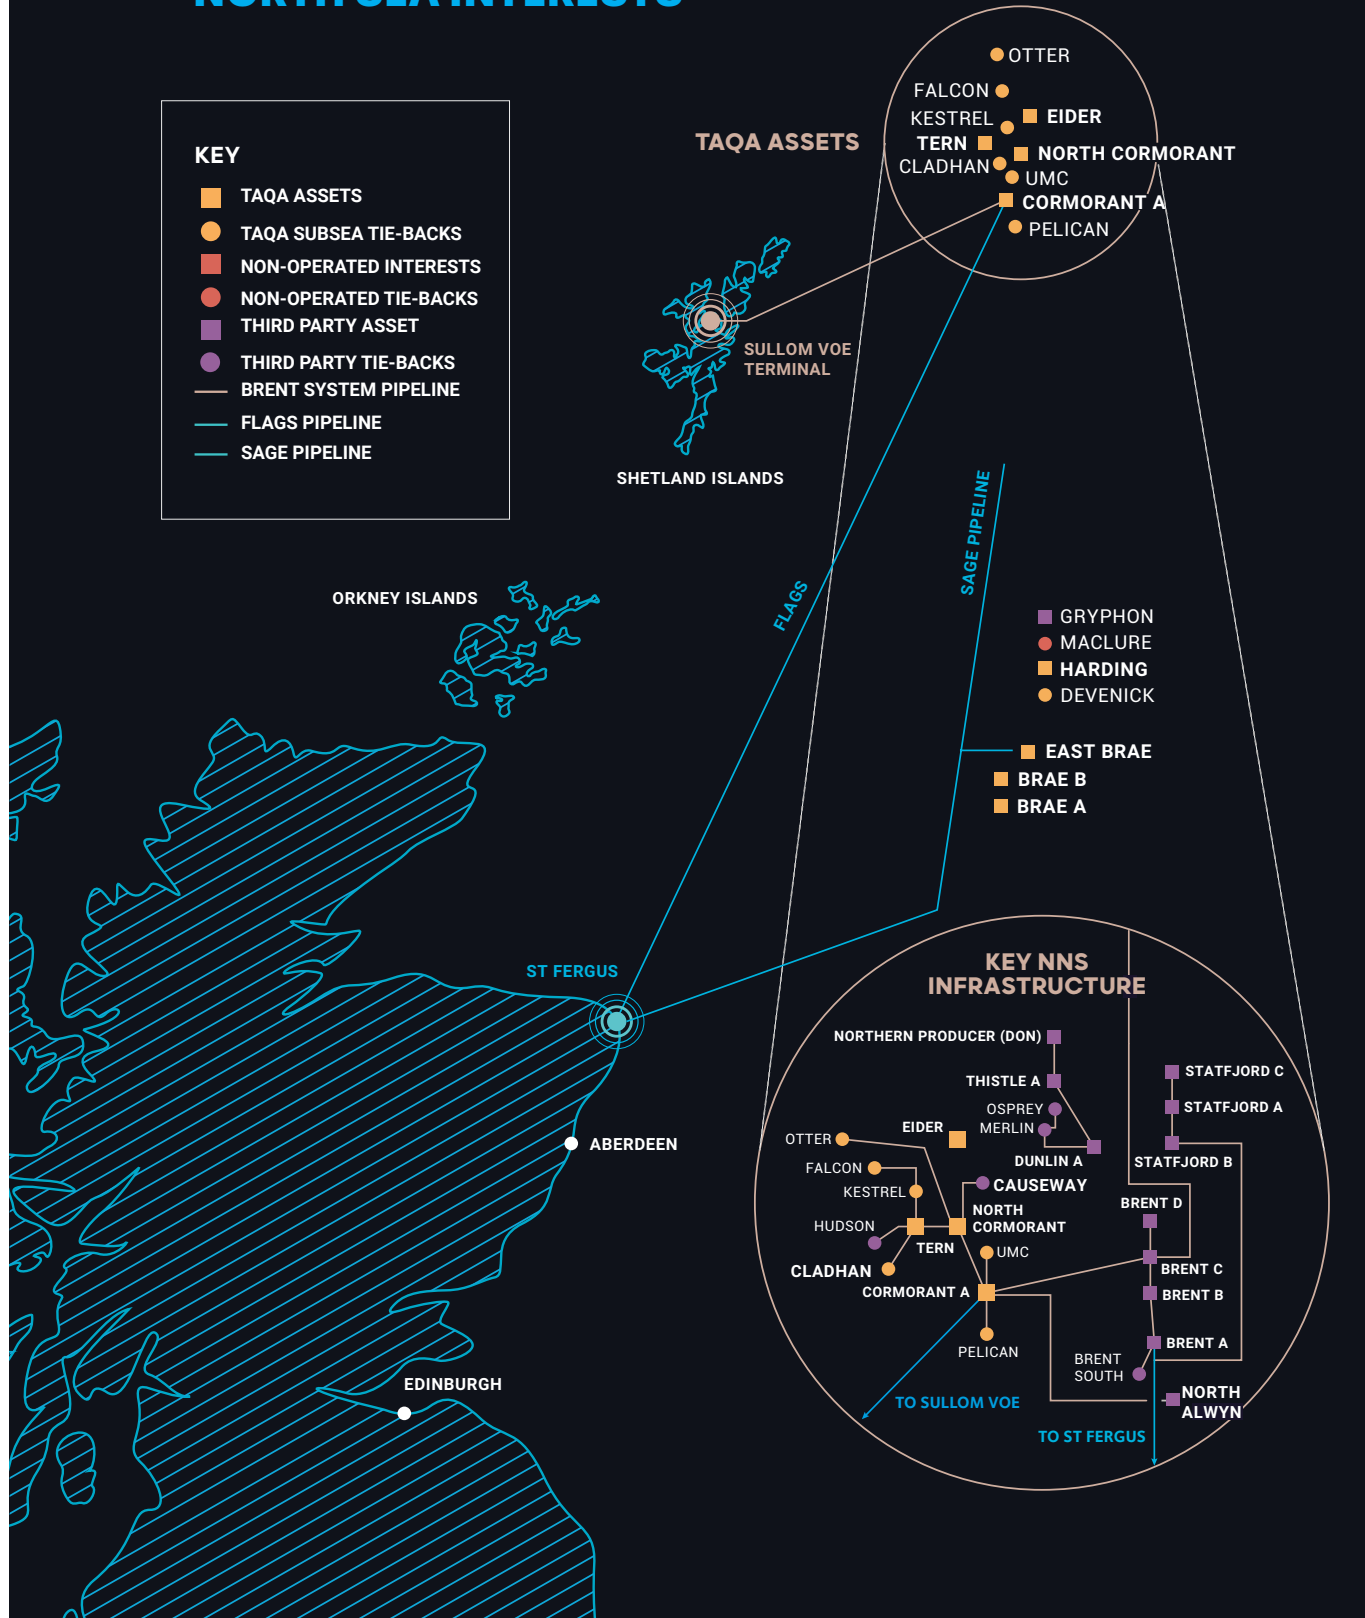 NORTH SEA INTERESTS
KEY
TAQA ASSETS
TAQA SUBSEA TIE-BACKS
NON-OPERATED INTERESTS
NON-OPERATED TIE-BACKS
THIRD PARTY ASSET
THIRD PARTY TIE-BACKS
BRENT SYSTEM PIPELINE
FLAGS PIPELINE
SAGE PIPELINE
TAQA ASSETS
OTTER
FALCON
KESTREL
EIDER
TERN
NORTH CORMORANT
CLADHAN
UMC
CORMORANT A
PELICAN
SULLOM VOE
TERMINAL
SHETLAND ISLANDS
ORKNEY ISLANDS
FLAGS
SAGE PIPELINE
GRYPHON
MACLURE
HARDING
DEVENICK
EAST BRAE
BRAE B
BRAE A
ST FERGUS
ABERDEEN
EDINBURGH
KEY NNS
INFRASTRUCTURE
NORTHERN PRODUCER (DON)
THISTLE A
STATFJORD C
OSPREY
STATFJORD A
MERLIN
EIDER
OTTER
DUNLIN A
STATFJORD B
FALCON
CAUSEWAY
KESTREL
BRENT D
NORTH
CORMORANT
HUDSON
TERN
UMC
CLADHAN
BRENT C
CORMORANT A
BRENT B
BRENT A
PELICAN
BRENT
SOUTH
NORTH
ALWYN
TO SULLOM VOE
TO ST FERGUS